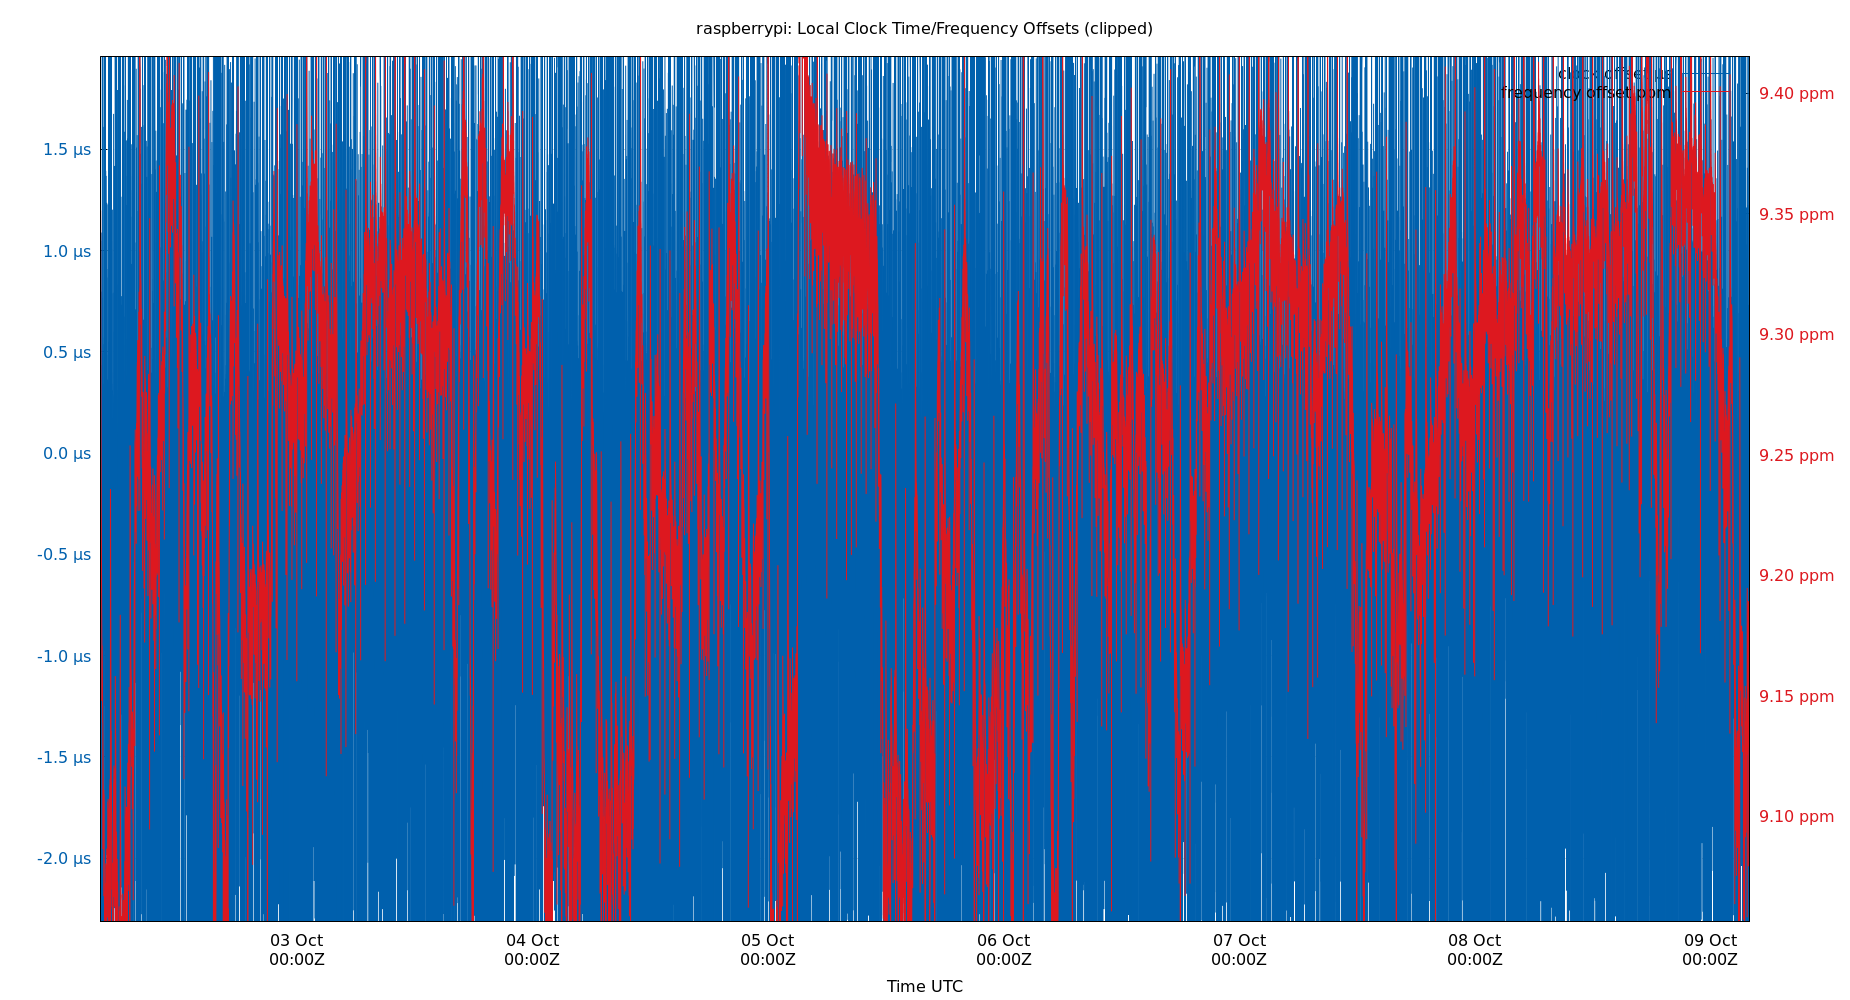 raspberrypi: Local Clock Time/Frequency Offsets (clipped)
clock offset µs
frequency offset ppm
1.5 µs
1.0 µs
0.5 µs
0.0 µs
-0.5 µs
-1.0 µs
-1.5 µs
-2.0 µs
9.40 ppm
9.35 ppm
9.30 ppm
9.25 ppm
9.20 ppm
9.15 ppm
9.10 ppm
03 Oct 04 Oct 05 Oct 06 Oct 07 Oct 08 Oct 09 Oct
00:00Z 00:00Z 00:00Z 00:00Z 00:00Z 00:00Z 00:00Z
Time UTC